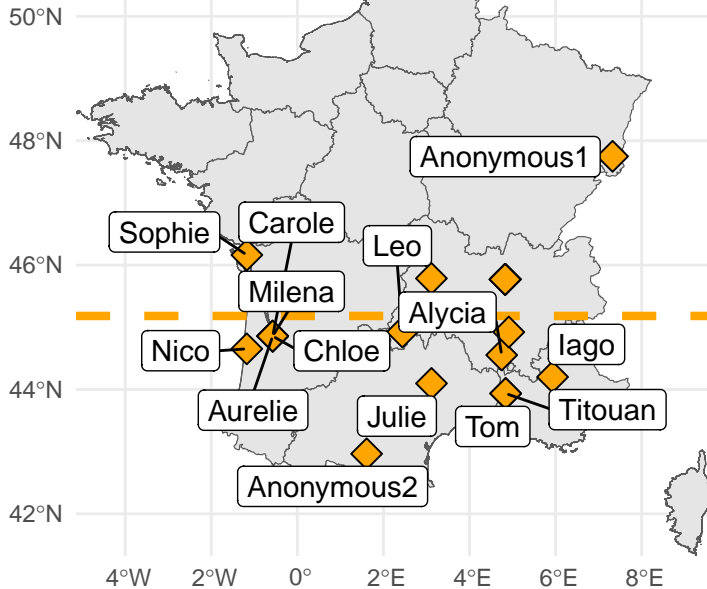 50°N
48°N
Anonymous1
Carole
Sophie
Leo
46°N
Milena
Alycia
Iago
Nico
Chloe
44°N
Aurelie
Julie
Titouan
Tom
Anonymous2
42°N
4°W
2°W
0°
2°E
4°E
6°E
8°E